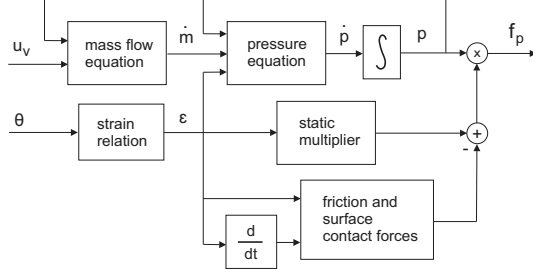 u_v
mass flow
equation
ṁ
pressure
equation
ṗ
∫
p
x
f_p
θ
strain
relation
ε
static
multiplier
+
-
friction and
surface
contact forces
d
dt